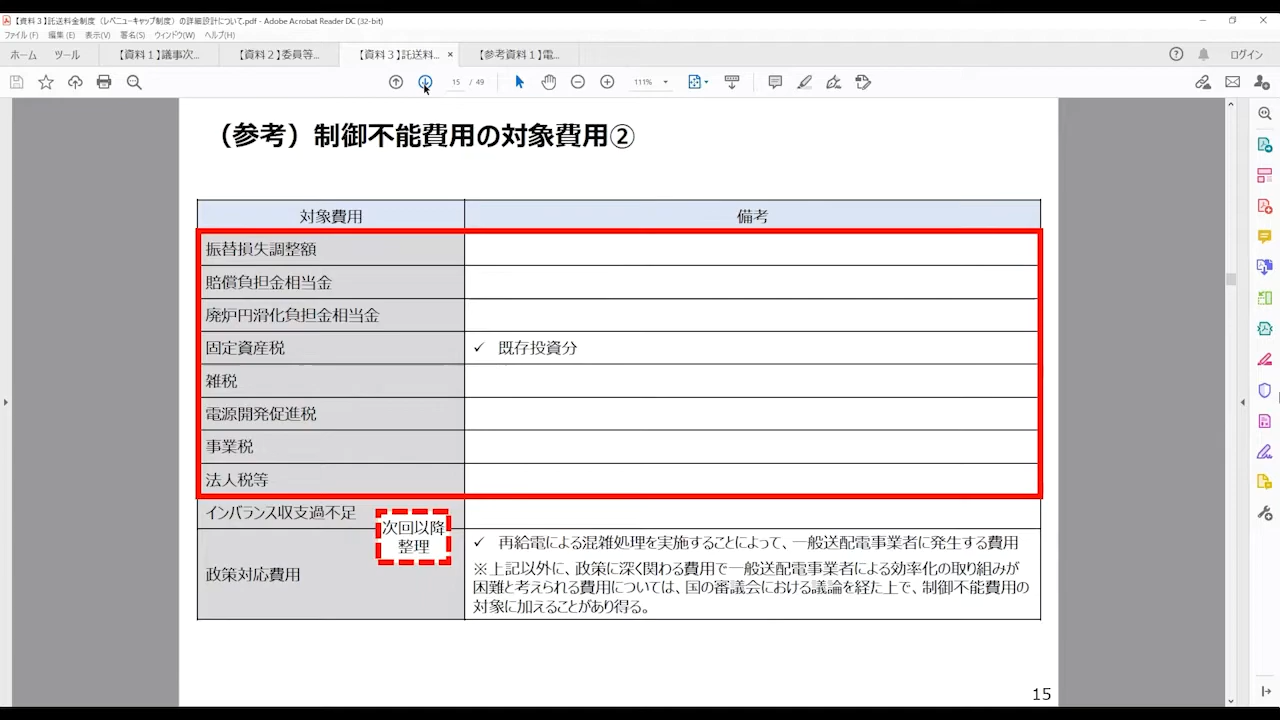 【資料３】託送料金制度（レベニューキャップ制度）の詳細設計について.pdf - Adobe Acrobat Reader DC (32-bit)
ファイル(F) 編集(E) 表示(V) 署名(S) ウィンドウ(W) ヘルプ(H)
ホーム ツール 【資料１】議事次... 【資料２】委員等... 【資料３】託送料... × 【参考資料１】電... ログイン
15 / 49 111%
（参考）制御不能費用の対象費用②
対象費用 備考
振替損失調整額
賠償負担金相当金
廃炉円滑化負担金相当金
固定資産税 ✓ 既存投資分
雑税
電源開発促進税
事業税
法人税等
インバランス収支過不足
次回以降
整理
政策対応費用
✓ 再給電による混雑処理を実施することによって、一般送配電事業者に発生する費用
※上記以外に、政策に深く関わる費用で一般送配電事業者による効率化の取り組みが
困難と考えられる費用については、国の審議会における議論を経た上で、制御不能費用の
対象に加えることがあり得る。
15